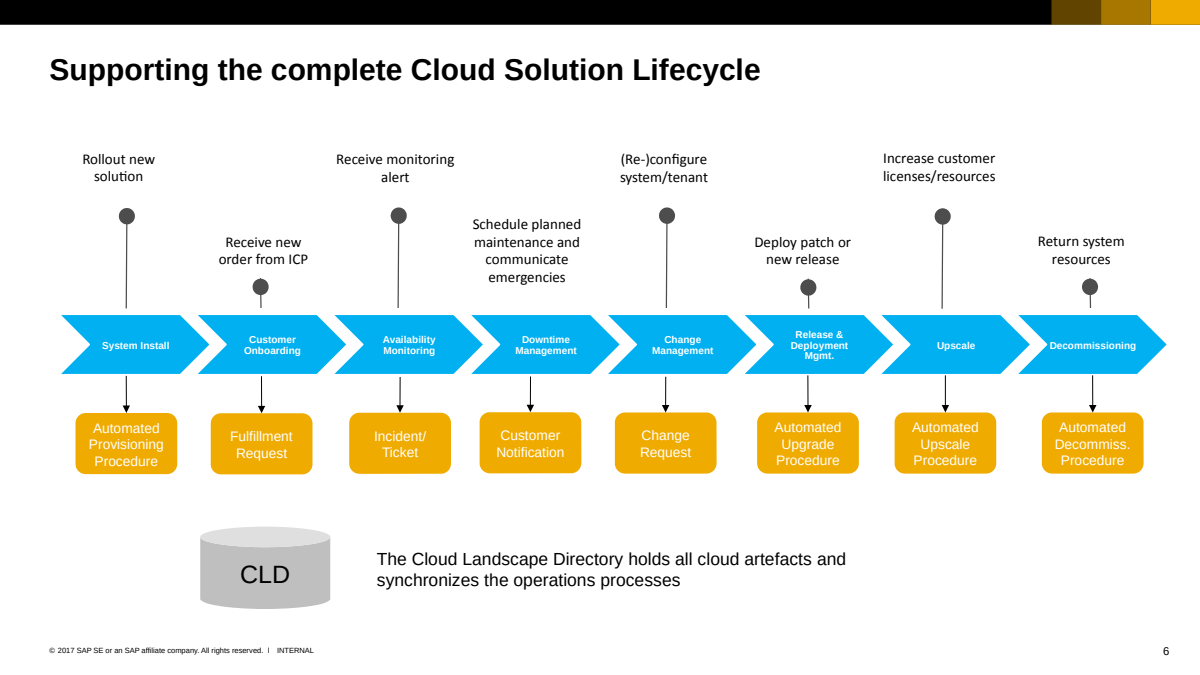 Supporting the complete Cloud Solution Lifecycle
Rollout new
solution
Receive monitoring
alert
(Re-)configure
system/tenant
Increase customer
licenses/resources
Receive new
order from ICP
Schedule planned
maintenance and
communicate
emergencies
Deploy patch or
new release
Return system
resources
System Install
Customer
Onboarding
Availability
Monitoring
Downtime
Management
Change
Management
Release &
Deployment
Mgmt.
Upscale
Decommissioning
Automated
Provisioning
Procedure
Fulfillment
Request
Incident/
Ticket
Customer
Notification
Change
Request
Automated
Upgrade
Procedure
Automated
Upscale
Procedure
Automated
Decommiss.
Procedure
CLD
The Cloud Landscape Directory holds all cloud artefacts and
synchronizes the operations processes
© 2017 SAP SE or an SAP affiliate company. All rights reserved. | INTERNAL
6